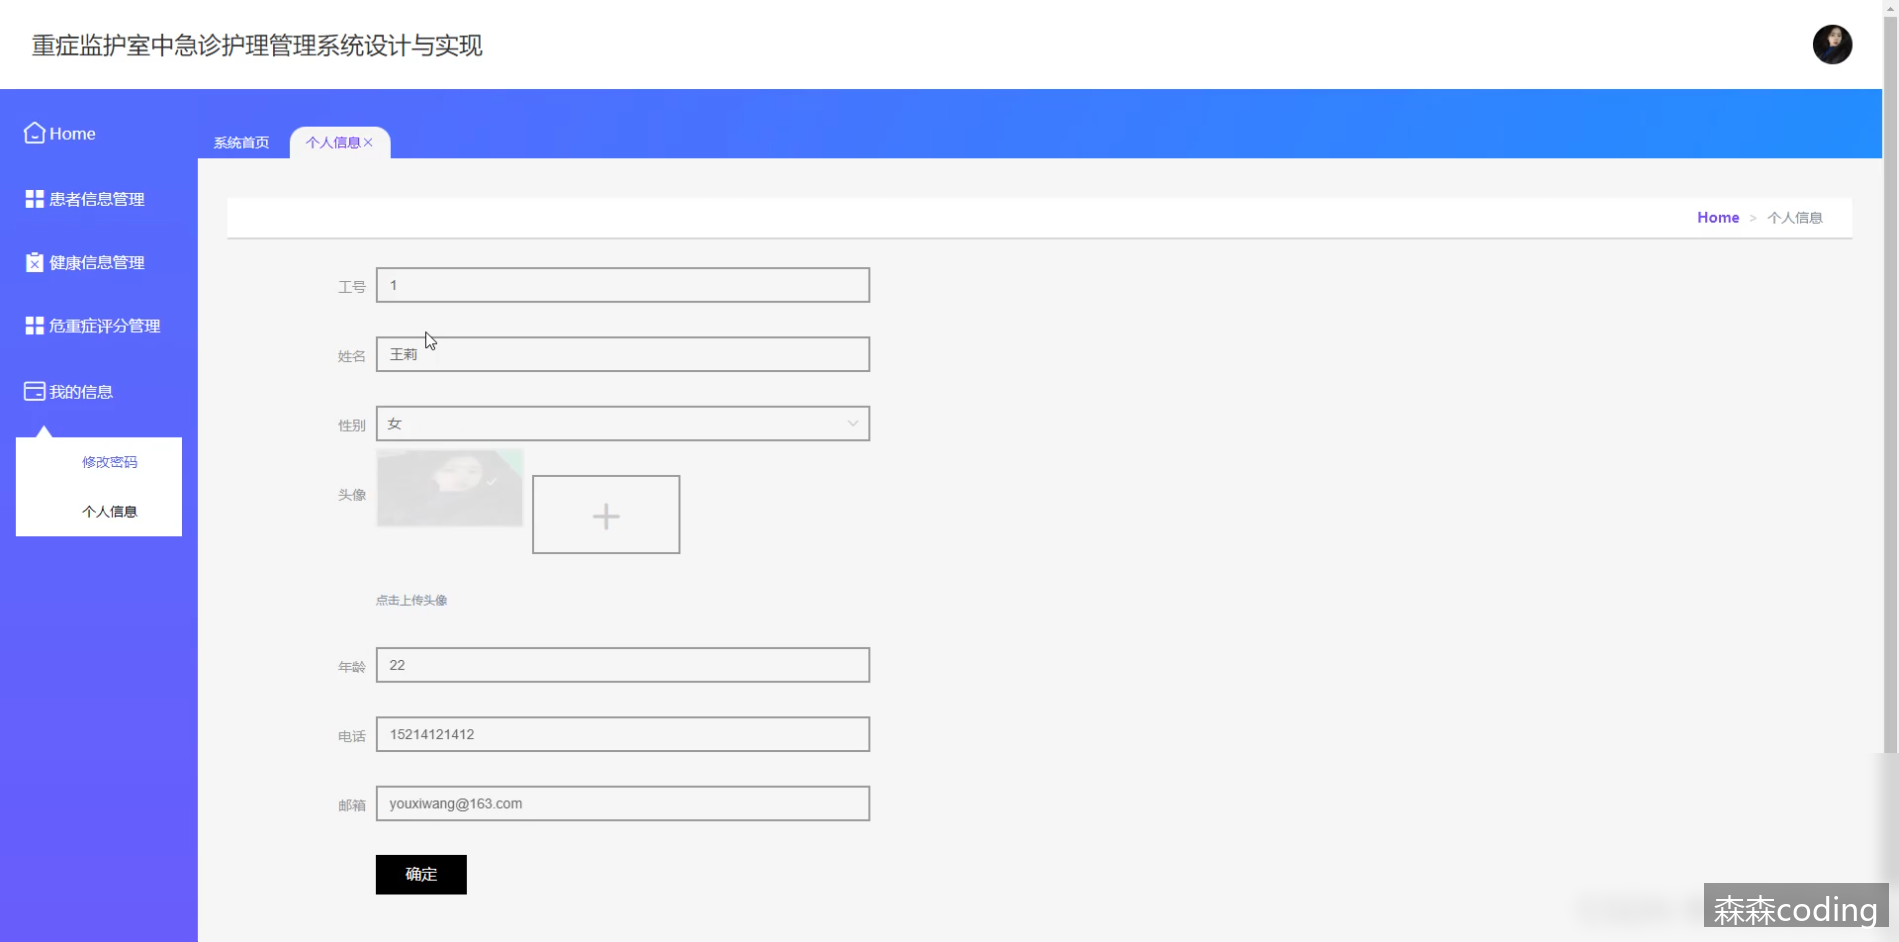 重症监护室中急诊护理管理系统设计与实现
Home
系统首页
个人信息×
患者信息管理
Home > 个人信息
健康信息管理
工号 1
危重症评分管理
姓名 王莉
我的信息
性别 女
修改密码
头像
个人信息
点击上传头像
年龄 22
电话 15214121412
邮箱 youxiwang@163.com
确定
森森coding